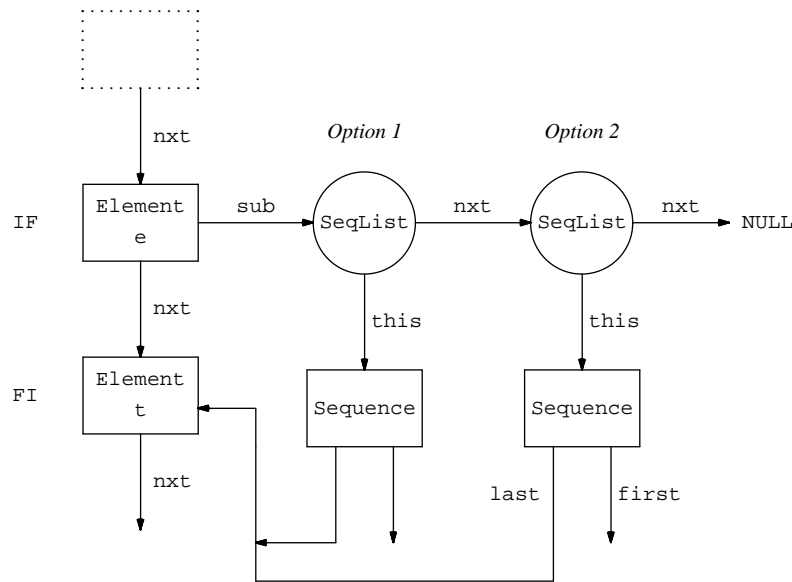 nxt
Option 1
Option 2
IF
Element
e
sub
SeqList
nxt
SeqList
nxt
NULL
nxt
this
this
FI
Element
t
Sequence
Sequence
nxt
last
first